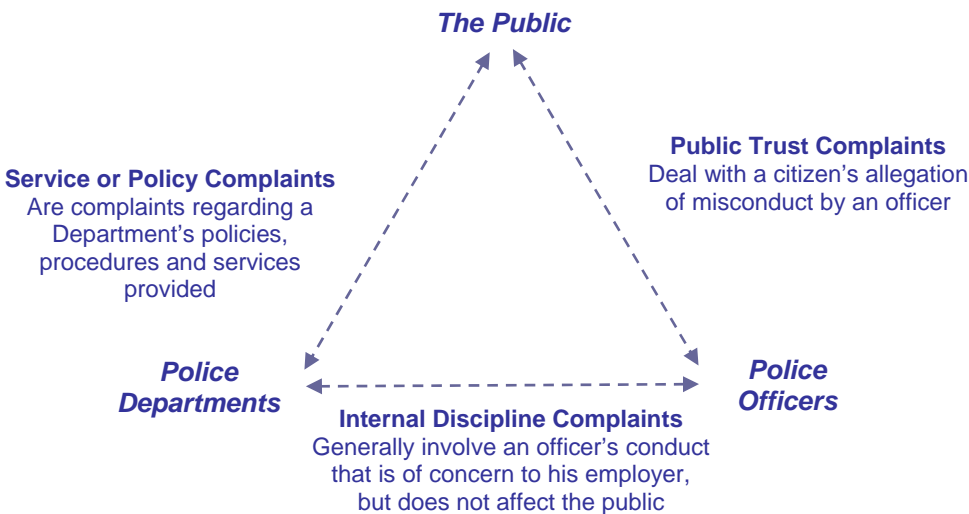 The Public
Public Trust Complaints
Deal with a citizen’s allegation
of misconduct by an officer
Service or Policy Complaints
Are complaints regarding a
Department’s policies,
procedures and services
provided
Police
Departments
Police
Officers
Internal Discipline Complaints
Generally involve an officer’s conduct
that is of concern to his employer,
but does not affect the public